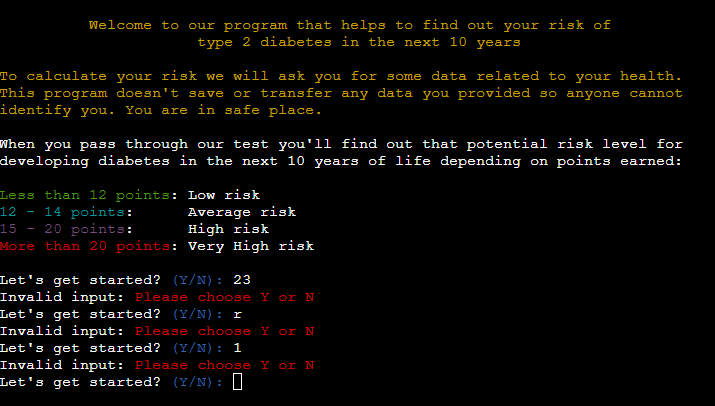 Welcome to our program that helps to find out your risk of
type 2 diabetes in the next 10 years
To calculate your risk we will ask you for some data related to your health.
This program doesn't save or transfer any data you provided so anyone cannot
identify you. You are in safe place.
When you pass through our test you'll find out that potential risk level for
developing diabetes in the next 10 years of life depending on points earned:
Less than 12 points: Low risk
12 - 14 points: Average risk
15 - 20 points: High risk
More than 20 points: Very High risk
Let's get started? (Y/N): 23
Invalid input: Please choose Y or N
Let's get started? (Y/N): r
Invalid input: Please choose Y or N
Let's get started? (Y/N): 1
Invalid input: Please choose Y or N
Let's get started? (Y/N):